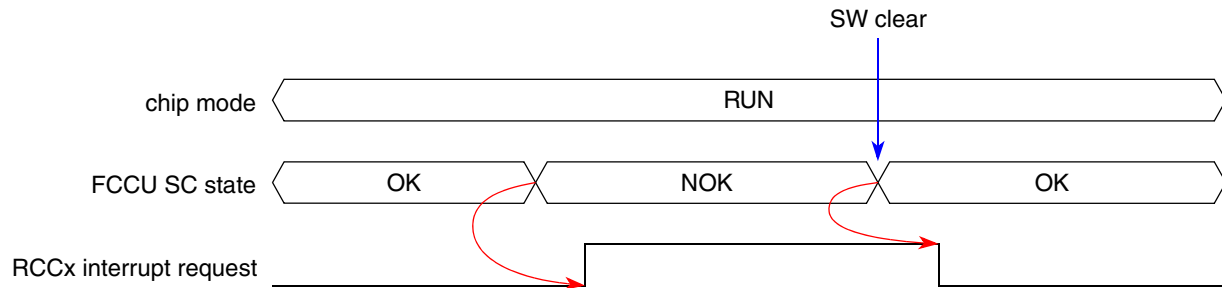 SW clear
chip mode
RUN
FCCU SC state
OK
NOK
OK
RCCx interrupt request